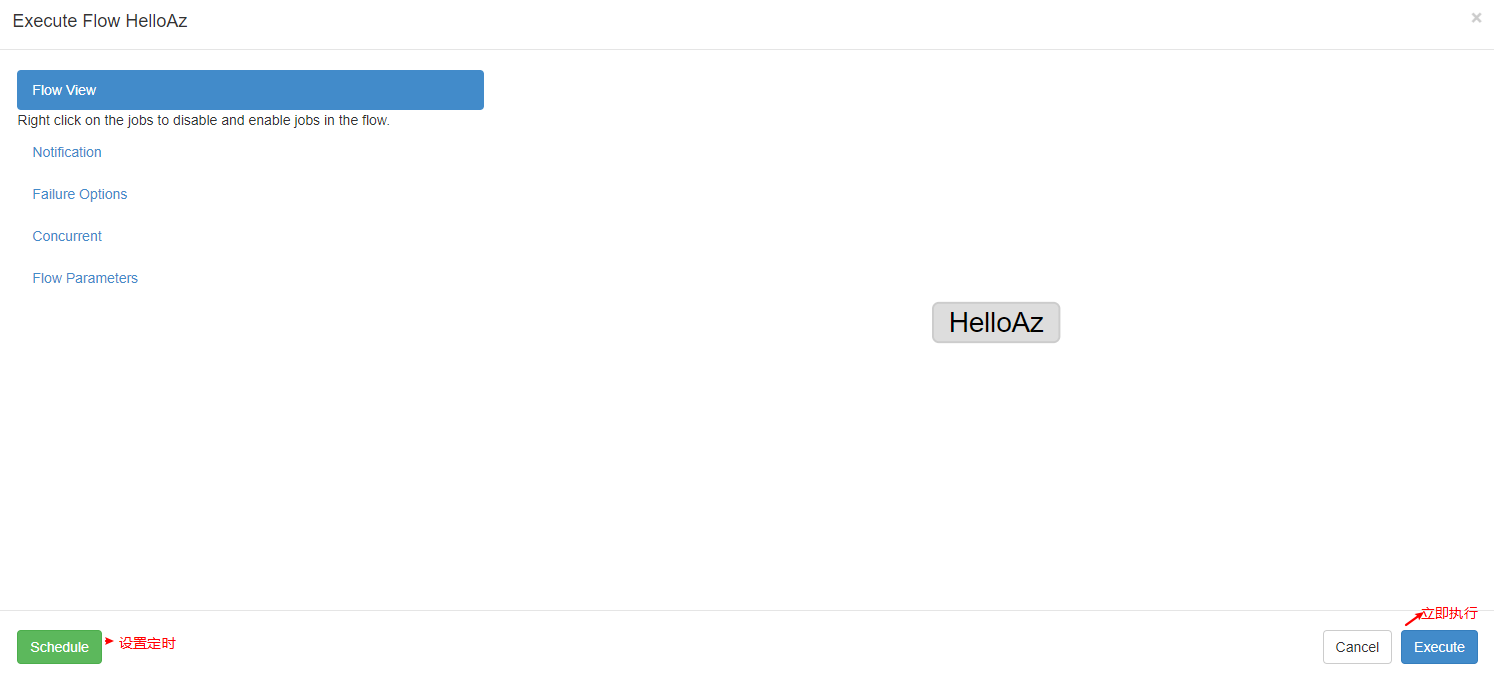 Execute Flow HelloAz
×
Flow View
Right click on the jobs to disable and enable jobs in the flow.
Notification
Failure Options
Concurrent
Flow Parameters
HelloAz
立即执行
Schedule
设置定时
Cancel
Execute